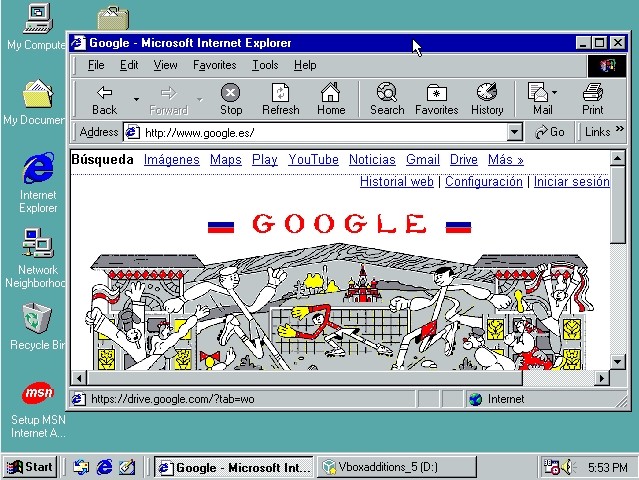 My Compute
My Documen
Internet
Explorer
Network
Neighborhoo
Recycle Bin
msn
Setup MSN
Internet A...
Google - Microsoft Internet Explorer
File Edit View Favorites Tools Help
Back Forward Stop Refresh Home Search Favorites History Mail Print
Address http://www.google.es/ Go Links »
Búsqueda Imágenes Maps Play YouTube Noticias Gmail Drive Más »
Historial web | Configuración | Iniciar sesión
GOOGLE
https://drive.google.com/?tab=wo Internet
Start Google - Microsoft Int... Vboxadditions_5 (D:) 5:53 PM